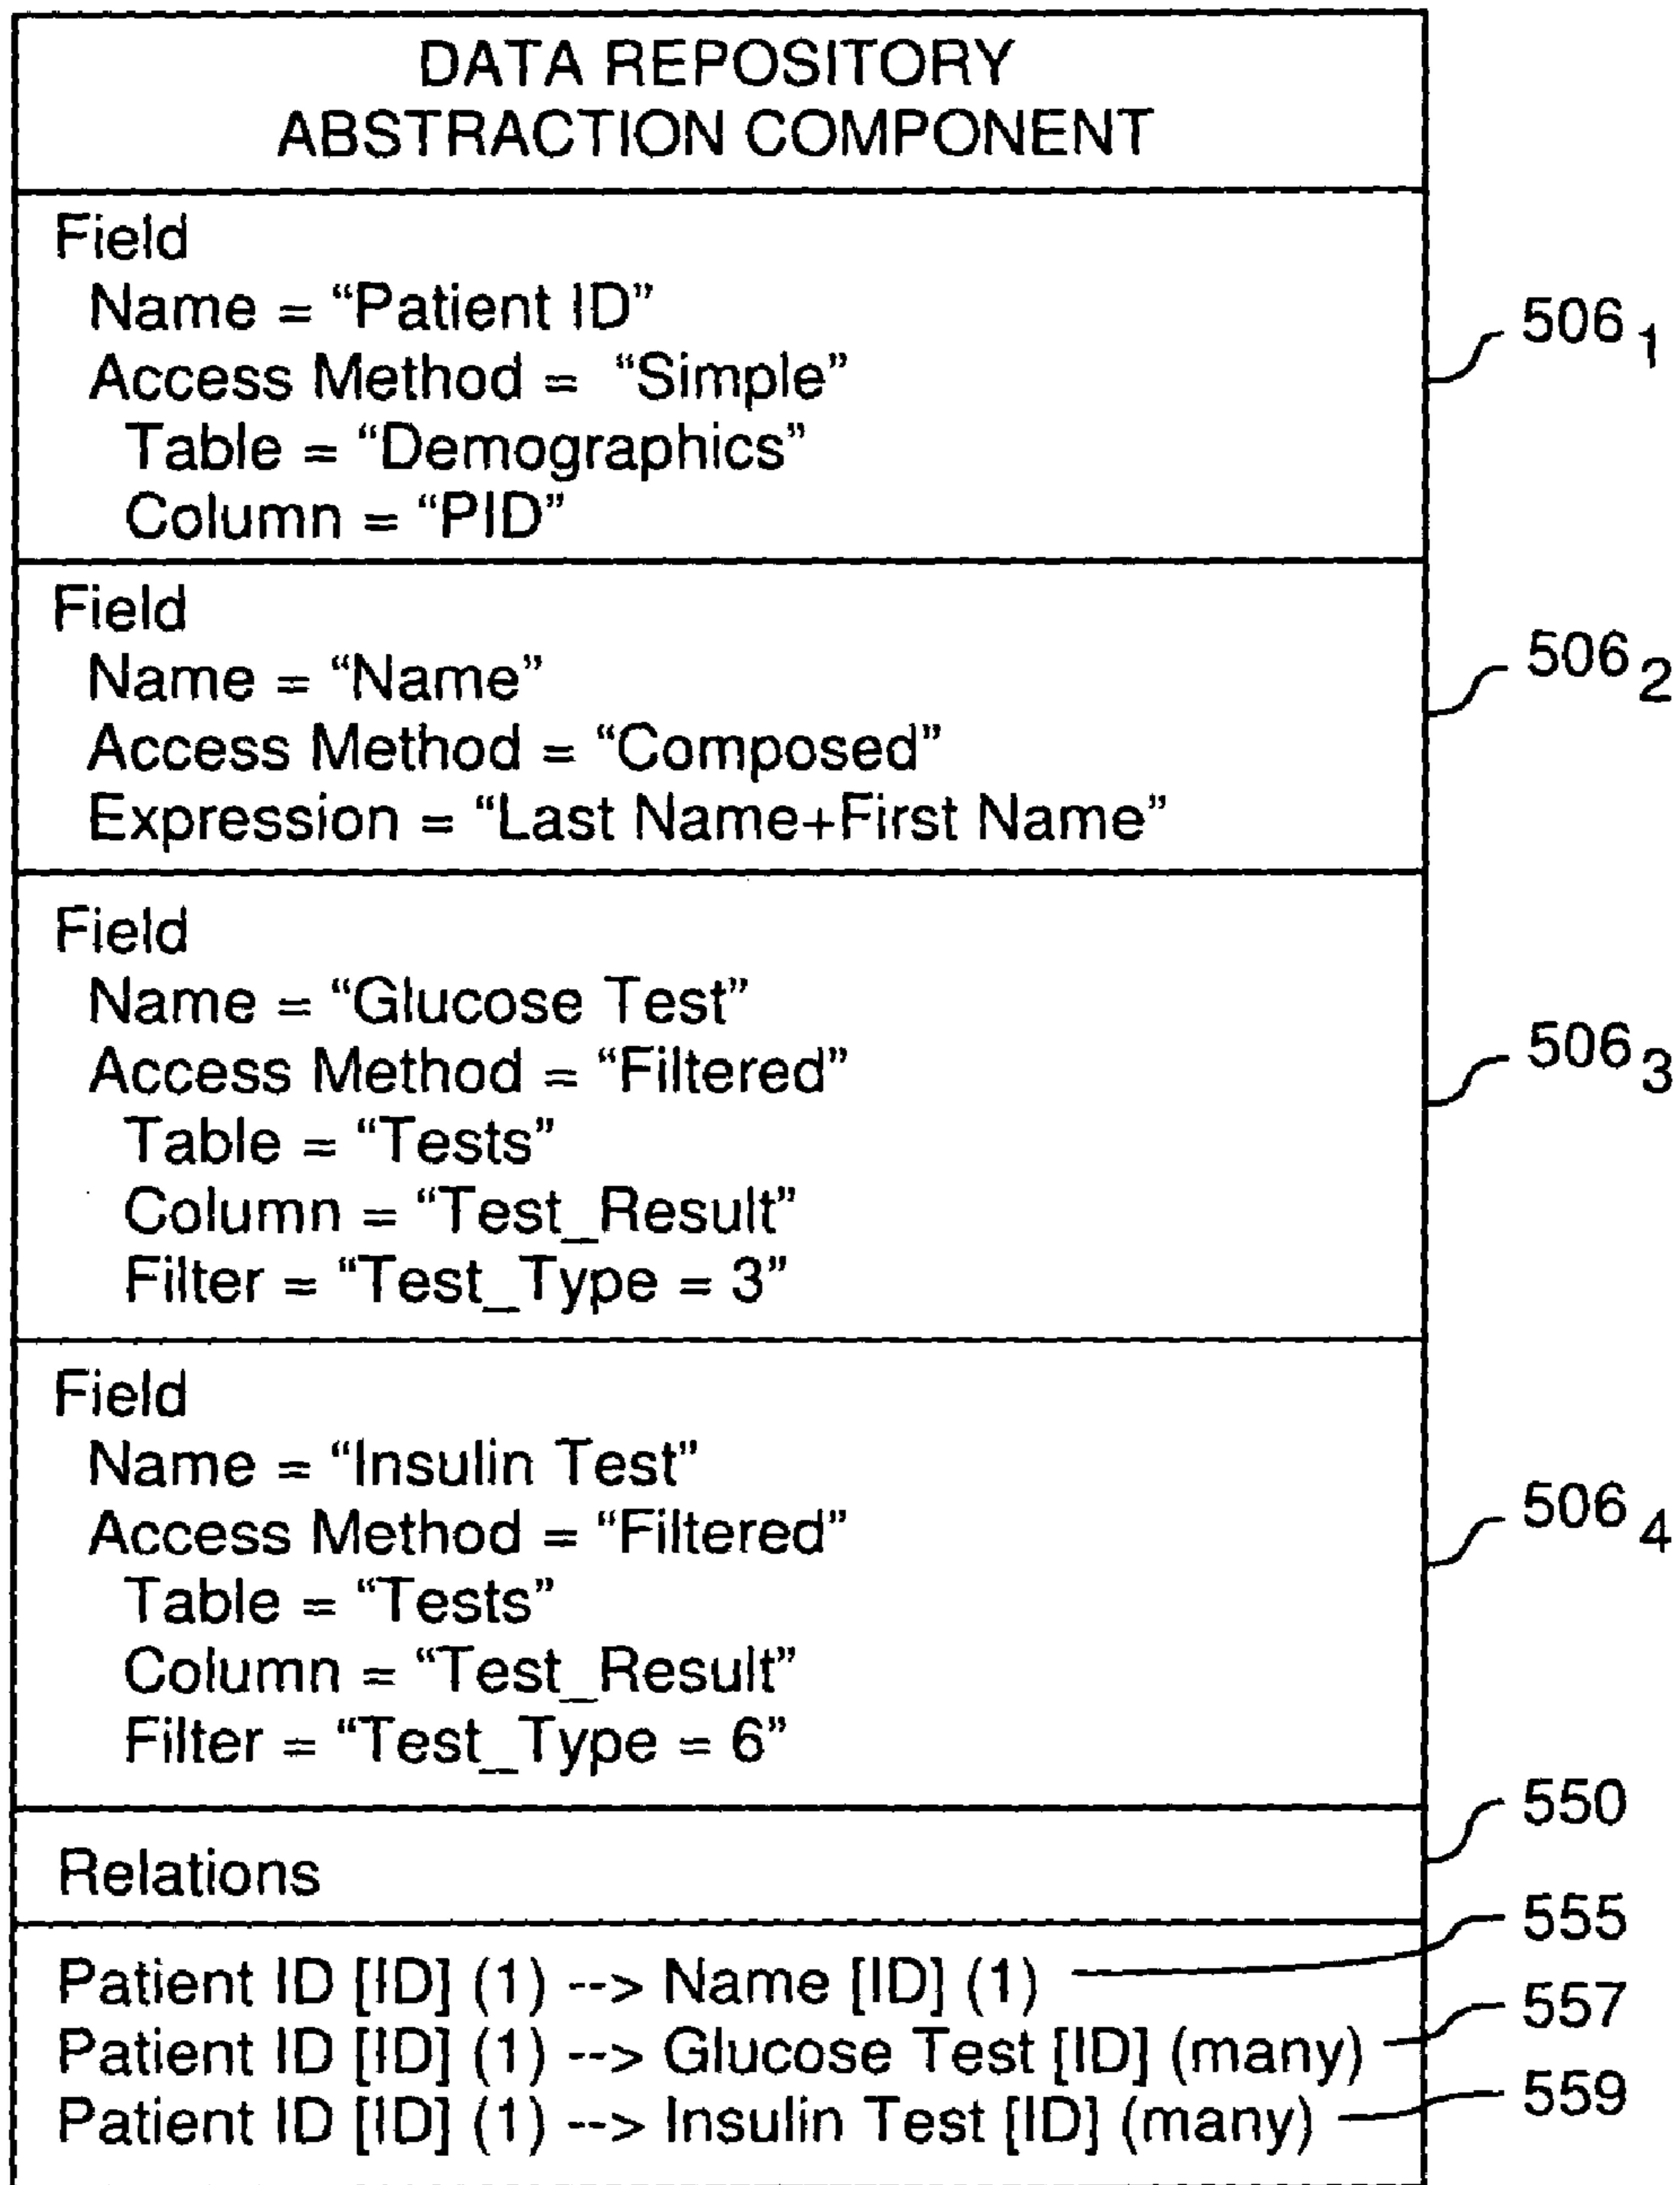 DATA REPOSITORY
ABSTRACTION COMPONENT
Field
Name = “Patient ID”
Access Method = “Simple”
Table = “Demographics”
Column = “PID”
506 1
Field
Name = “Name”
Access Method = “Composed”
Expression = “Last Name+First Name”
506 2
Field
Name = “Glucose Test”
Access Method = “Filtered”
Table = “Tests”
Column = “Test_Result”
Filter = “Test_Type = 3”
506 3
Field
Name = “Insulin Test”
Access Method = “Filtered”
Table = “Tests”
Column = “Test_Result”
Filter = “Test_Type = 6”
506 4
Relations
550
Patient ID [ID] (1) --> Name [ID] (1)
555
Patient ID [ID] (1) --> Glucose Test [ID] (many)
557
Patient ID [ID] (1) --> Insulin Test [ID] (many)
559